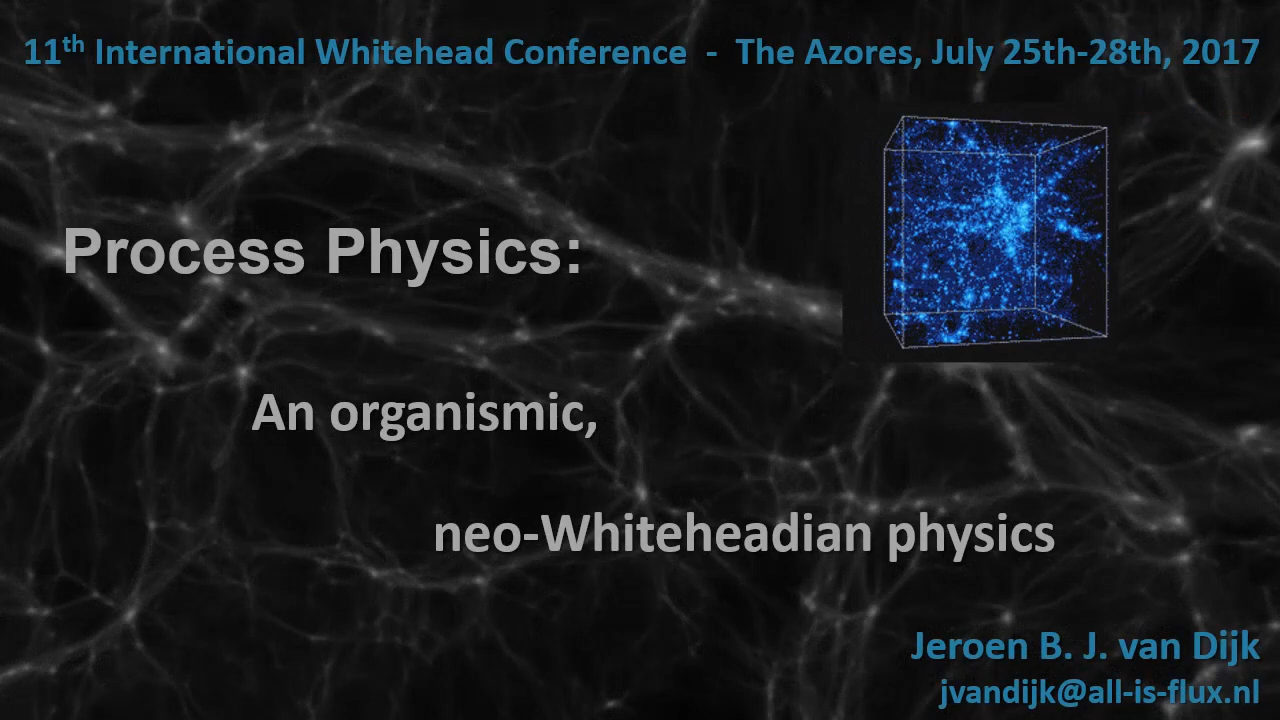 11th International Whitehead Conference - The Azores, July 25th-28th, 2017
Process Physics:
An organismic,
neo-Whiteheadian physics
Jeroen B. J. van Dijk
jvandijk@all-is-flux.nl